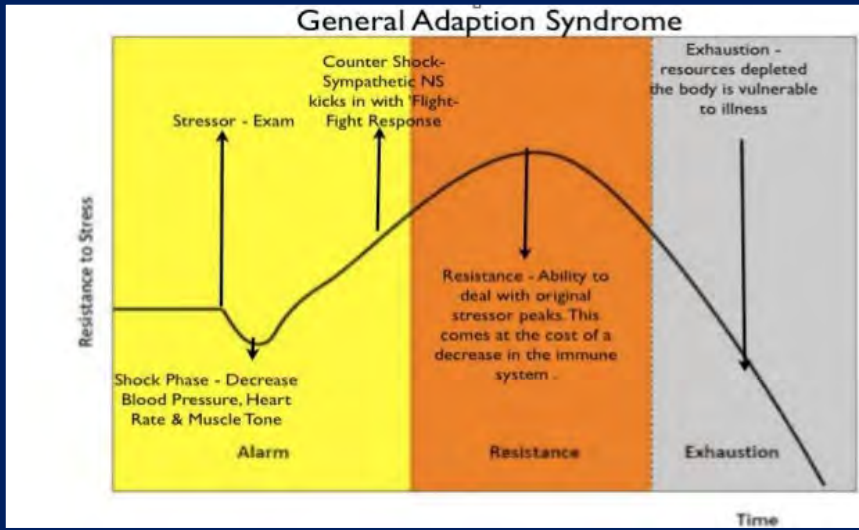 General Adaption Syndrome
Counter Shock-
Sympathetic NS
kicks in with 'Flight-
Fight Response
Stressor - Exam
Exhaustion -
resources depleted
the body is vulnerable
to illness
Resistance to Stress
Resistance - Ability to
deal with original
stressor peaks. This
comes at the cost of a
decrease in the immune
system .
Shock Phase - Decrease
Blood Pressure, Heart
Rate & Muscle Tone
Alarm
Resistance
Exhaustion
Time